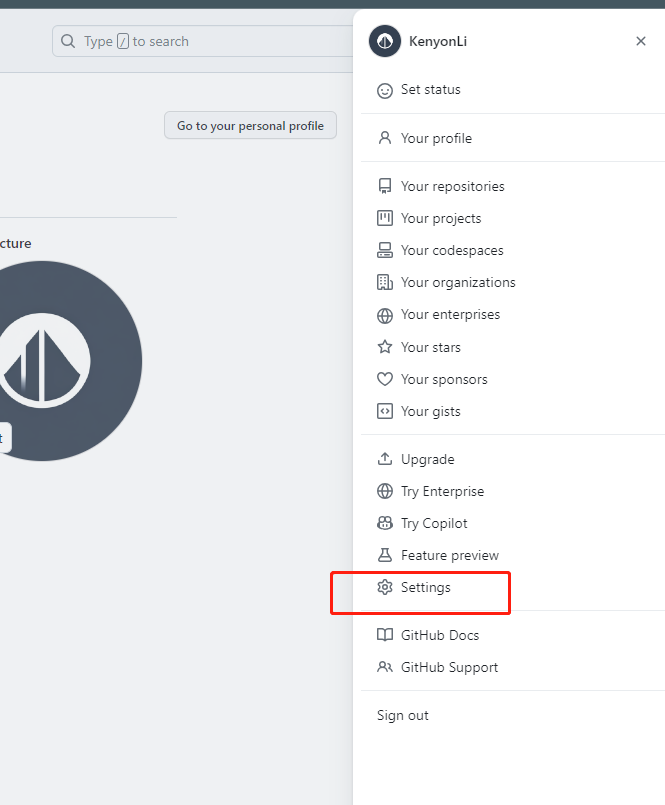 Type / to search
Go to your personal profile
cture
t
KenyonLi
Set status
Your profile
Your repositories
Your projects
Your codespaces
Your organizations
Your enterprises
Your stars
Your sponsors
Your gists
Upgrade
Try Enterprise
Try Copilot
Feature preview
Settings
GitHub Docs
GitHub Support
Sign out